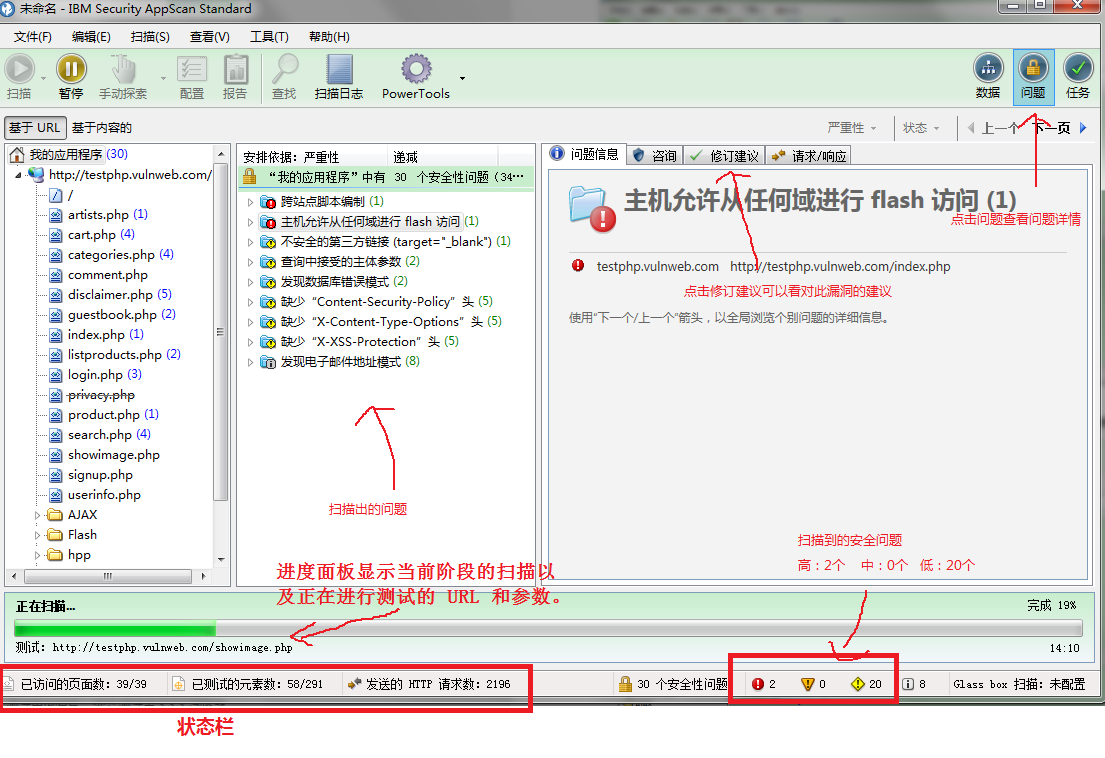 未命名 - IBM Security AppScan Standard
文件(F) 编辑(E) 扫描(S) 查看(V) 工具(T) 帮助(H)
扫描 暂停 手动探索 配置 报告 查找 扫描日志 PowerTools 数据 问题 任务
基于 URL 基于内容的 严重性 状态 上一个 下一页
我的应用程序 (30)
http://testphp.vulnweb.com/
/
artists.php (1)
cart.php (4)
categories.php (4)
comment.php
disclaimer.php (5)
guestbook.php (2)
index.php (1)
listproducts.php (2)
login.php (3)
privacy.php
product.php (1)
search.php (4)
showimage.php
signup.php
userinfo.php
AJAX
Flash
hpp
安排依据：严重性 递减
“我的应用程序”中有 30 个安全性问题（34…
跨站点脚本编制 (1)
主机允许从任何域进行 flash 访问 (1)
不安全的第三方链接 (target="_blank") (1)
查询中接受的主体参数 (2)
发现数据库错误模式 (2)
缺少“Content-Security-Policy”头 (5)
缺少“X-Content-Type-Options”头 (5)
缺少“X-XSS-Protection”头 (5)
发现电子邮件地址模式 (8)
扫描出的问题
问题信息 咨询 修订建议 请求/响应
主机允许从任何域进行 flash 访问 (1)
点击问题查看问题详情
testphp.vulnweb.com http://testphp.vulnweb.com/index.php
点击修订建议可以看对此漏洞的建议
使用“下一个/上一个”箭头，以全局浏览个别问题的详细信息。
扫描到的安全问题
高：2个 中：0个 低：20个
进度面板显示当前阶段的扫描以
及正在进行测试的 URL 和参数。
正在扫描… 完成 19%
测试： http://testphp.vulnweb.com/showimage.php 14:10
已访问的页面数： 39/39 已测试的元素数： 58/291 发送的 HTTP 请求数： 2196 30 个安全性问题 2 0 20 8 Glass box 扫描：未配置
状态栏